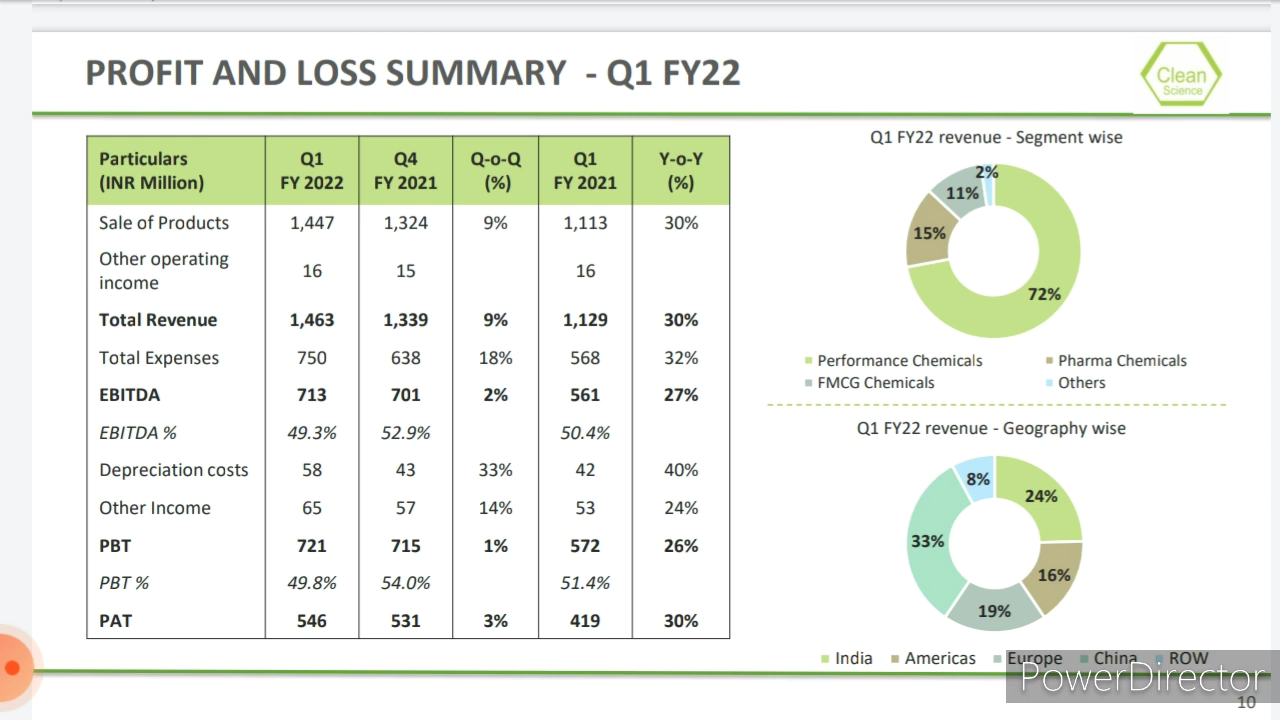 PROFIT AND LOSS SUMMARY - Q1 FY22
Clean
Science
Particulars (INR Million) Q1 FY 2022 Q4 FY 2021 Q-o-Q (%) Q1 FY 2021 Y-o-Y (%)
Sale of Products 1,447 1,324 9% 1,113 30%
Other operating income 16 15 16
Total Revenue 1,463 1,339 9% 1,129 30%
Total Expenses 750 638 18% 568 32%
EBITDA 713 701 2% 561 27%
EBITDA % 49.3% 52.9% 50.4%
Depreciation costs 58 43 33% 42 40%
Other Income 65 57 14% 53 24%
PBT 721 715 1% 572 26%
PBT % 49.8% 54.0% 51.4%
PAT 546 531 3% 419 30%
Q1 FY22 revenue - Segment wise
2%
11%
15%
72%
Performance Chemicals Pharma Chemicals
FMCG Chemicals Others
Q1 FY22 revenue - Geography wise
8%
24%
33%
16%
19%
India Americas Europe China ROW
PowerDirector
10